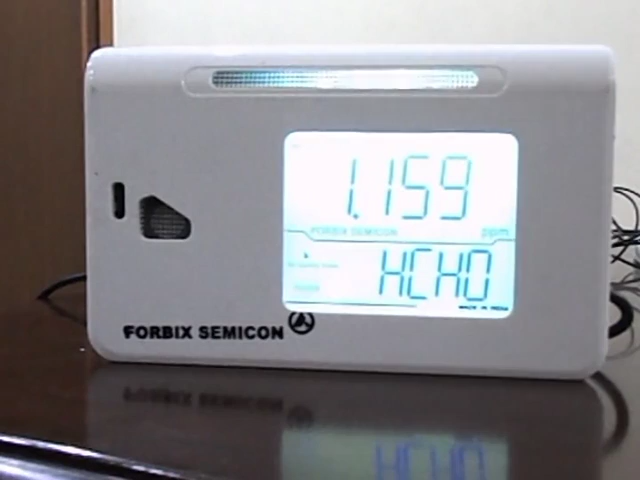 1.159
FORBIX SEMICON ppm
HCHO
MADE IN INDIA
FORBIX SEMICON